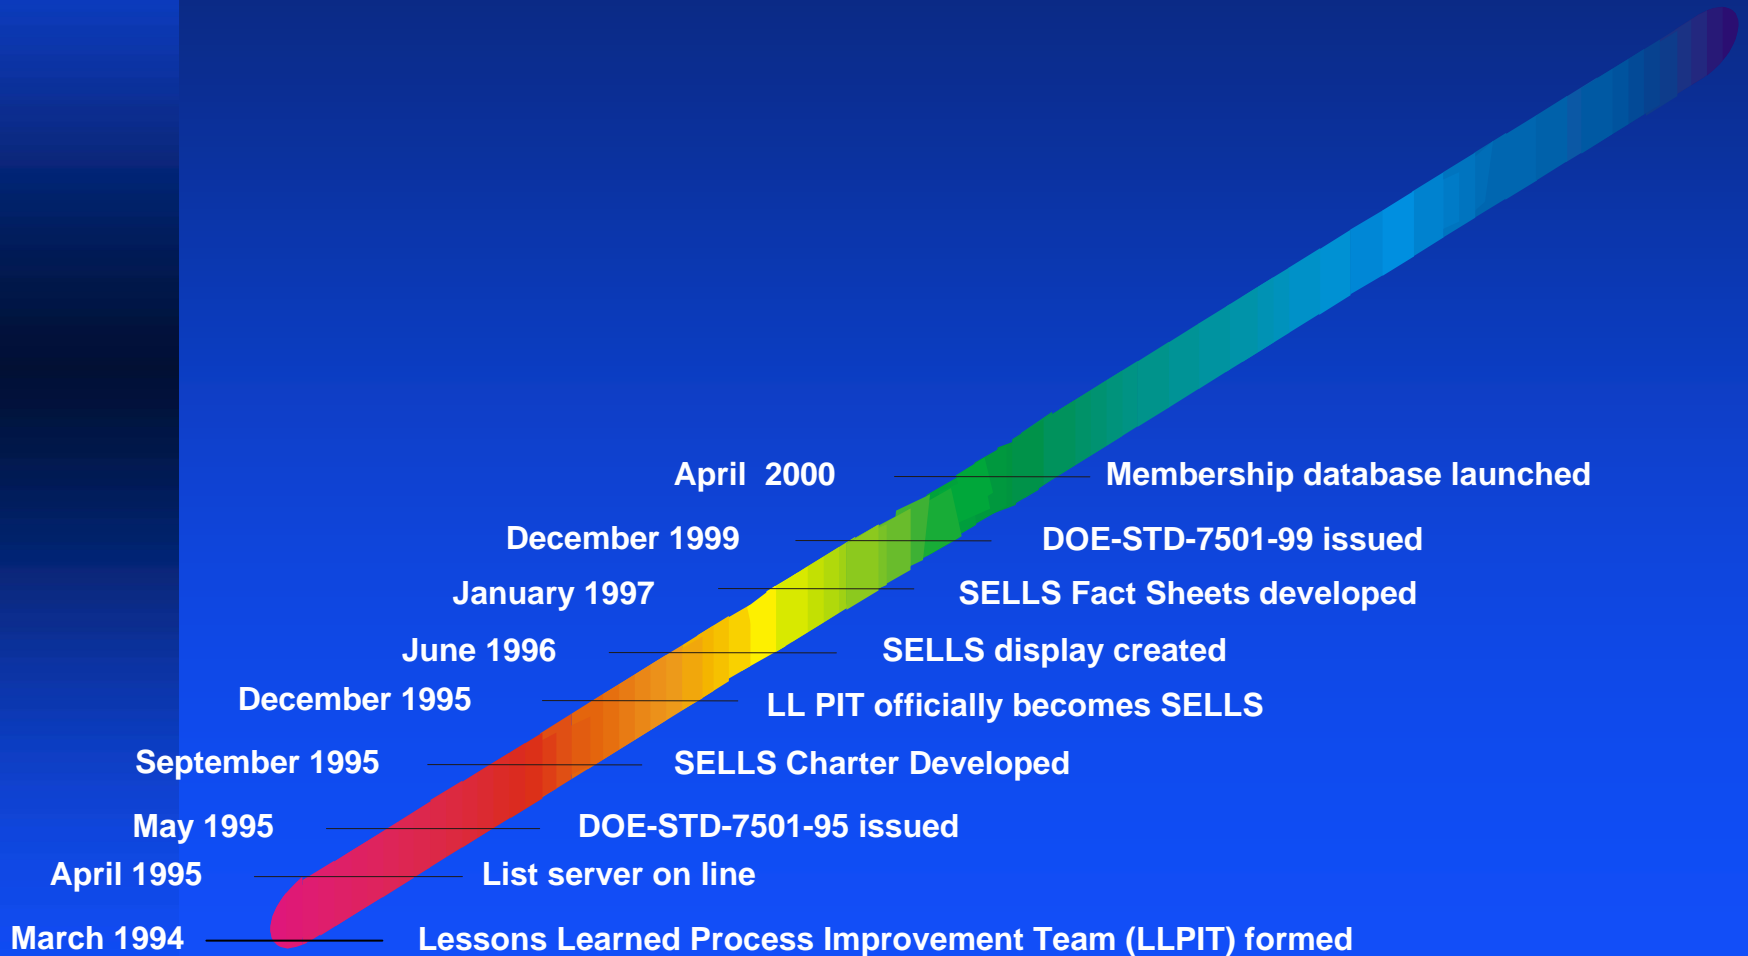 April  2000 Membership database launched
December 1999 DOE-STD-7501-99 issued
January 1997 SELLS Fact Sheets developed
June 1996 SELLS display created
December 1995 LL PIT officially becomes SELLS
September 1995 SELLS Charter Developed
May 1995 DOE-STD-7501-95 issued
April 1995 List server on line
March 1994 Lessons Learned Process Improvement Team (LLPIT) formed